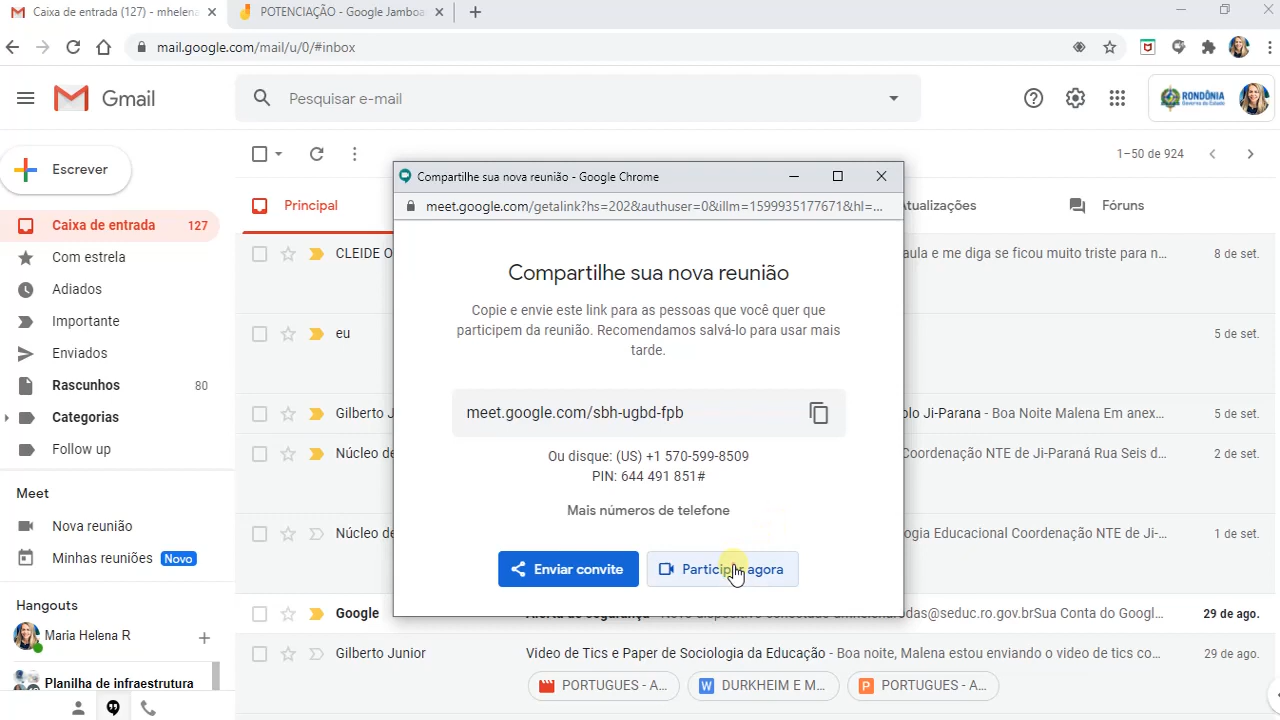 Caixa de entrada (127) - mhelena
POTENCIAÇÃO - Google Jamboa
mail.google.com/mail/u/0/#inbox
Gmail
Pesquisar e-mail
RONDÔNIA
Governo do Estado
Escrever
1–50 de 924
Caixa de entrada 127
Com estrela
Adiados
Importante
Enviados
Rascunhos 80
Categorias
Follow up
Meet
Nova reunião
Minhas reuniões Novo
Hangouts
Maria Helena R
Planilha de infraestrutura
Principal
Atualizações
Fóruns
CLEIDE O
aula e me diga se ficou muito triste para n... 8 de set.
eu 5 de set.
Gilberto J
olo Ji-Parana - Boa Noite Malena Em anex... 5 de set.
Núcleo de
Coordenação NTE de Ji-Paraná Rua Seis d... 2 de set.
Núcleo de
ogia Educacional Coordenação NTE de Ji-... 1 de set.
Google
odas@seduc.ro.gov.brSua Conta do Googl... 29 de ago.
Gilberto Junior Video de Tics e Paper de Sociologia da Educação - Boa noite, Malena estou enviando o video de tics co... 29 de ago.
PORTUGUES - A...
DURKHEIM E M...
PORTUGUES - A...
Compartilhe sua nova reunião - Google Chrome
meet.google.com/getalink?hs=202&authuser=0&illm=1599935177671&hl=...
Compartilhe sua nova reunião
Copie e envie este link para as pessoas que você quer que
participem da reunião. Recomendamos salvá-lo para usar mais
tarde.
meet.google.com/sbh-ugbd-fpb
Ou disque: (US) +1 570-599-8509
PIN: 644 491 851#
Mais números de telefone
Enviar convite
Participar agora